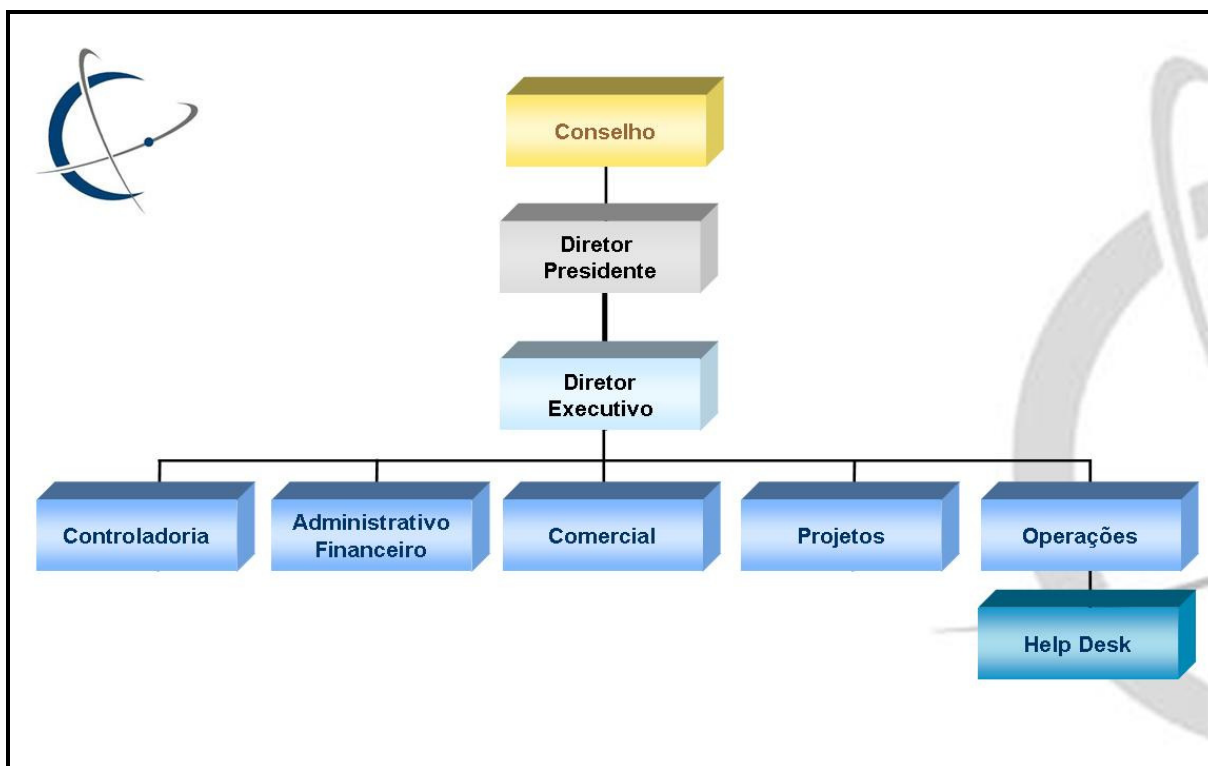 Conselho
Diretor
Presidente
Diretor
Executivo
Controladoria
Administrativo
Financeiro
Comercial
Projetos
Operações
Help Desk